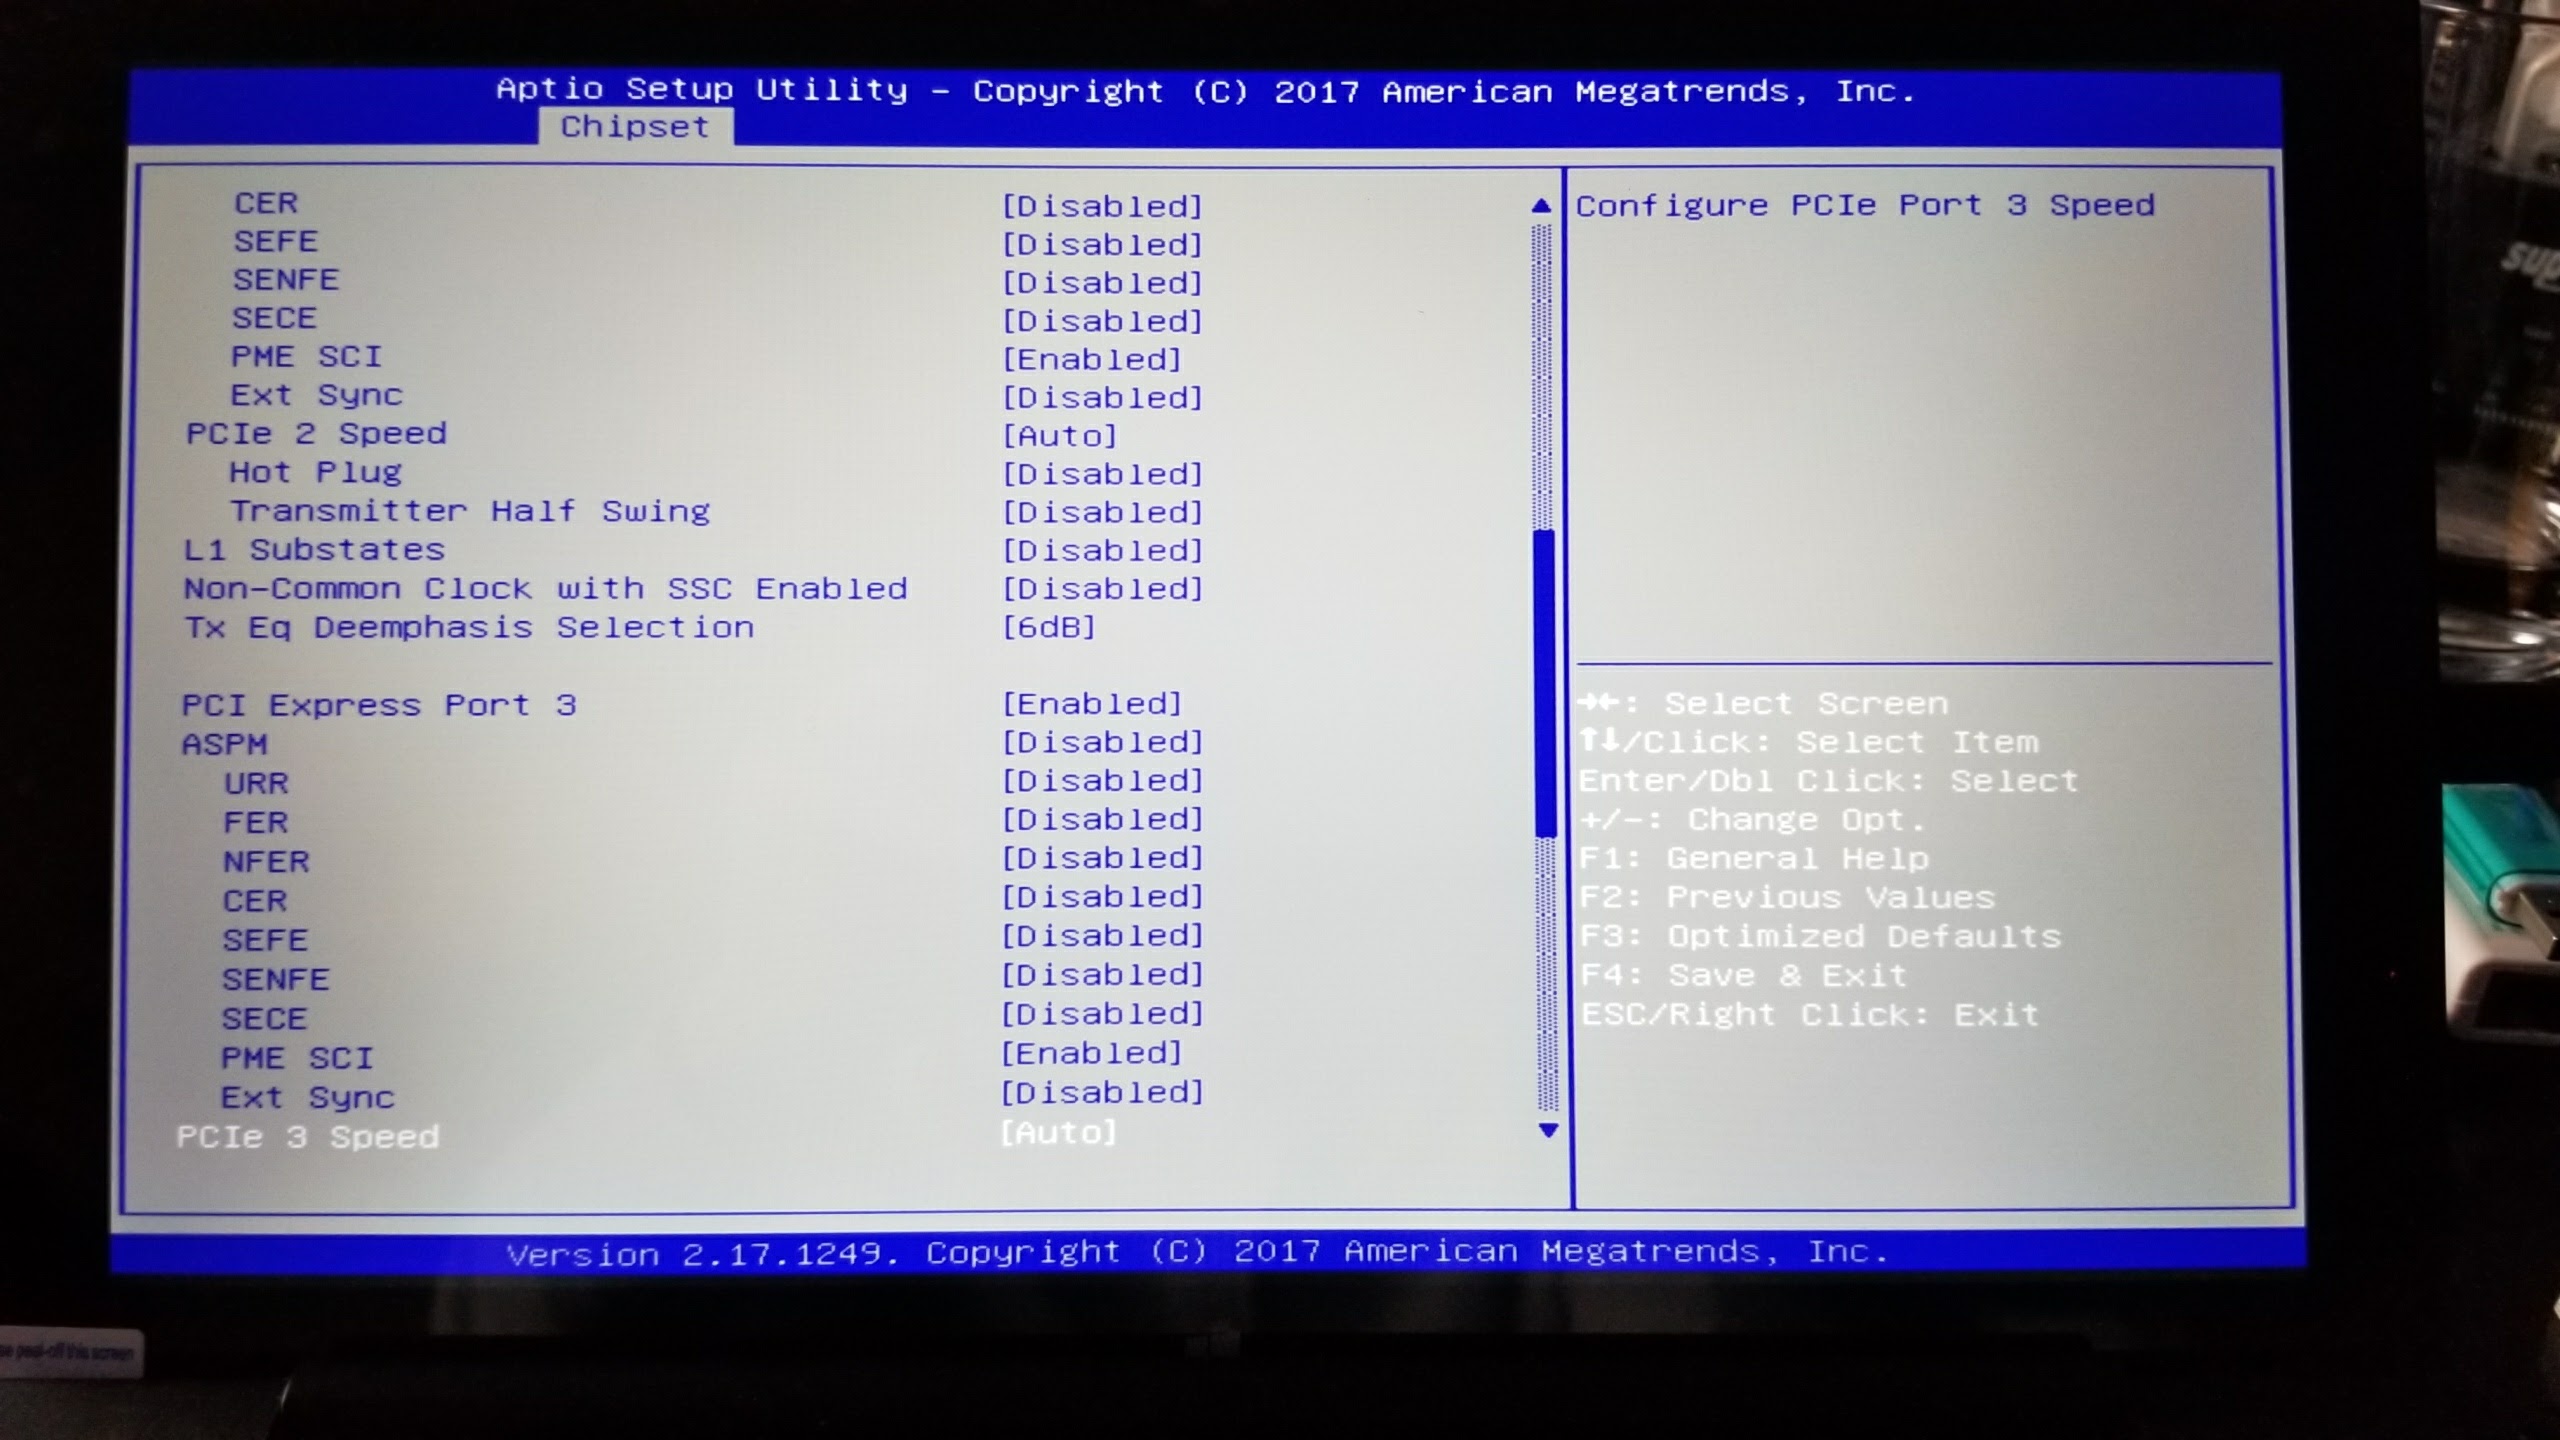 Aptio Setup Utility – Copyright (C) 2017 American Megatrends, Inc.
Chipset
CER [Disabled]
SEFE [Disabled]
SENFE [Disabled]
SECE [Disabled]
PME SCI [Enabled]
Ext Sync [Disabled]
PCIe 2 Speed [Auto]
Hot Plug [Disabled]
Transmitter Half Swing [Disabled]
L1 Substates [Disabled]
Non-Common Clock with SSC Enabled [Disabled]
Tx Eq Deemphasis Selection [6dB]
PCI Express Port 3 [Enabled]
ASPM [Disabled]
URR [Disabled]
FER [Disabled]
NFER [Disabled]
CER [Disabled]
SEFE [Disabled]
SENFE [Disabled]
SECE [Disabled]
PME SCI [Enabled]
Ext Sync [Disabled]
PCIe 3 Speed [Auto]
Configure PCIe Port 3 Speed
→←: Select Screen
↑↓/Click: Select Item
Enter/Dbl Click: Select
+/-: Change Opt.
F1: General Help
F2: Previous Values
F3: Optimized Defaults
F4: Save & Exit
ESC/Right Click: Exit
Version 2.17.1249. Copyright (C) 2017 American Megatrends, Inc.
peel-off this screen